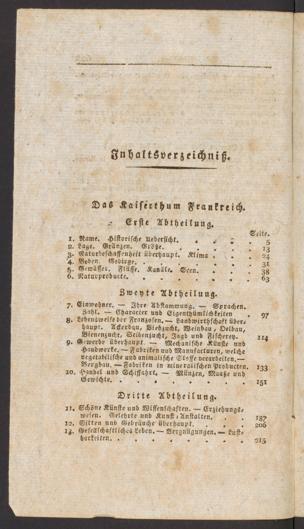 Inhaltsverzeichniß.
Das Kaiserthum Frankreich.
Erste Abtheilung.
Seite.
1. Name. Historische Uebersicht. 5
2. Lage. Gränzen. Größe. 13
3. Naturbeschaffenheit überhaupt. Klima 24
4. Boden. Gebirge. 31
5. Gewässer. Flüsse. Kanäle. Seen. 38
6. Naturprodukte. 63
Zweyte Abtheilung.
7. Einwohner. — Ihre Abstammung. — Sprachen.
Zahl. — Character und Eigenthümlichkeiten 97
8. Lebensweise der Franzosen. — Landwirthschaft über-
haupt. Ackerbau, Viehzucht, Weinbau, Oelbau,
Bienenzucht, Seidenzucht, Jagd und Fischerey. 114
9. Gewerbe überhaupt. — Mechanische Künste und
Handwerke. — Fabriken und Manufacturen, welche
vegetabilische und animalische Stoffe verarbeiten. —
Bergbau. — Fabriken in mineralischen Producten. 133
10. Handel und Schiffahrt. — Münzen, Maaße und
Gewichte. 151
Dritte Abtheilung.
11. Schöne Künste und Wissenschaften. — Erziehungs-
wesen. Gelehrte und Kunst-Anstalten. 187
12. Sitten und Gebräuche überhaupt. 206
13. Gesellschaftliches Leben. — Vergnügungen. — Lust-
barkeiten. 215